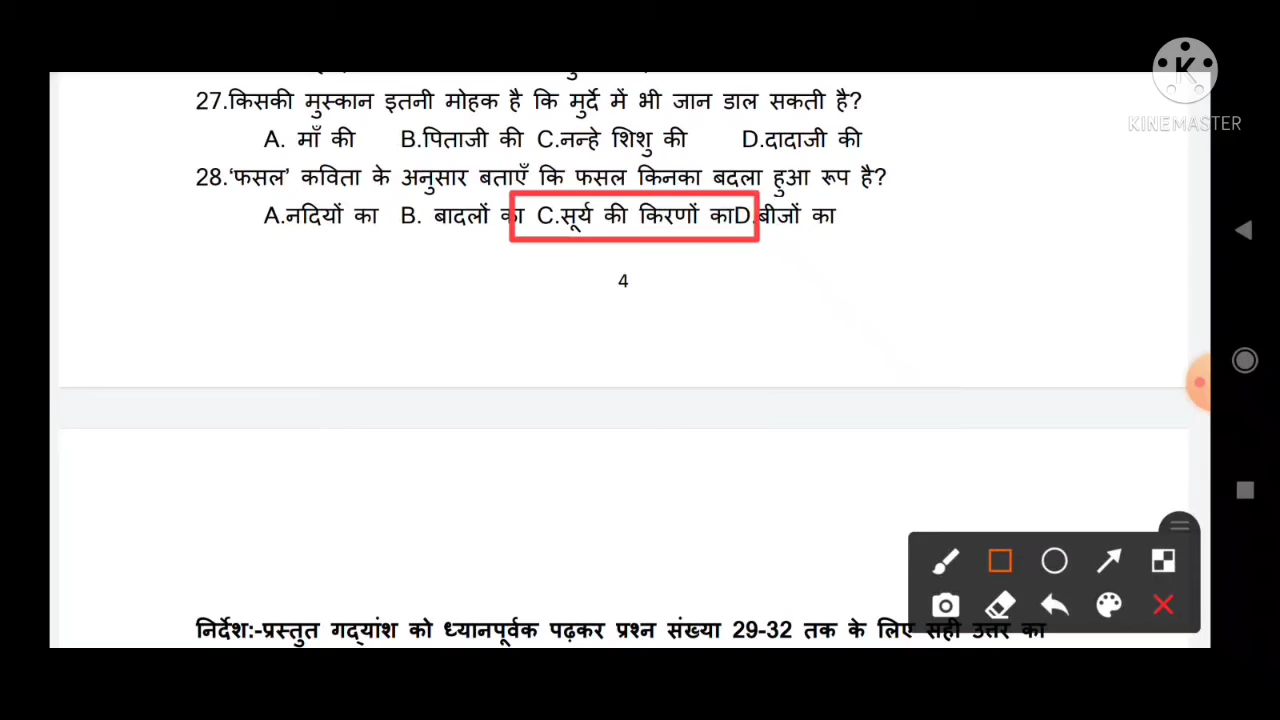 27.किसकी मुस्कान इतनी मोहक है कि मुर्दे में भी जान डाल सकती है?
A. माँ की B.पिताजी की C.नन्हे शिशु की D.दादाजी की
28.‘फसल’ कविता के अनुसार बताएँ कि फसल किनका बदला हुआ रूप है?
A.नदियों का B. बादलों का C.सूर्य की किरणों काD.बीजों का
4
निर्देश:-प्रस्तुत गद्यांश को ध्यानपूर्वक पढ़कर प्रश्न संख्या 29-32 तक के लिए सही उत्तर का
K
KINEMASTER